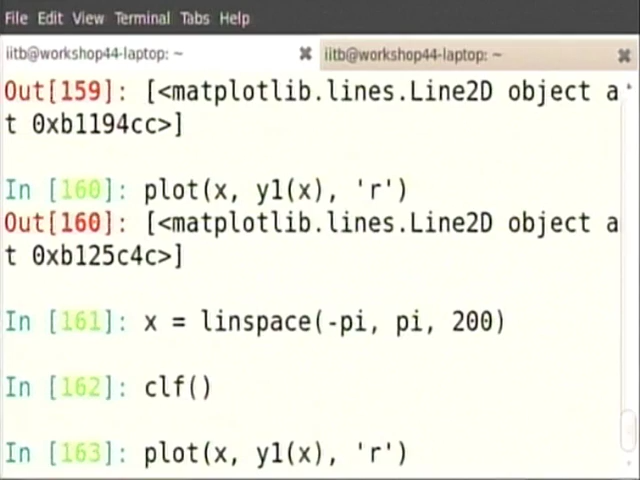 File Edit View Terminal Tabs Help
iitb@workshop44-laptop: ~ iitb@workshop44-laptop: ~
Out[159]: [<matplotlib.lines.Line2D object a
t 0xb1194cc>]
In [160]: plot(x, y1(x), 'r')
Out[160]: [<matplotlib.lines.Line2D object a
t 0xb125c4c>]
In [161]: x = linspace(-pi, pi, 200)
In [162]: clf()
In [163]: plot(x, y1(x), 'r')